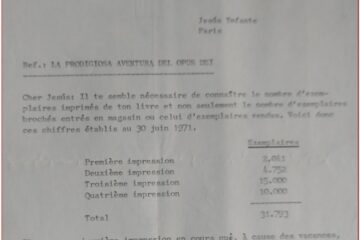 Jesús Ynfante
Paris
Ref.: LA PRODIGIOSA AVENTURA DEL OPUS DEI
Cher Jesús: Il te semble nécessaire de connaître le nombre d'exem-
plaires imprimés de ton livre et non seulement le nombre d'exemplaires
brochés entrés en magasin ou celui d'exemplaires vendus. Voici donc
ces chiffres établis au 30 juin 1971.
Exemplaires
Première impression 2.041
Deuxième impression 4.752
Troisième impression 15.000
Quatrième impression 10.000
Total 31.793
impression en cours qui, à cause des vacances,